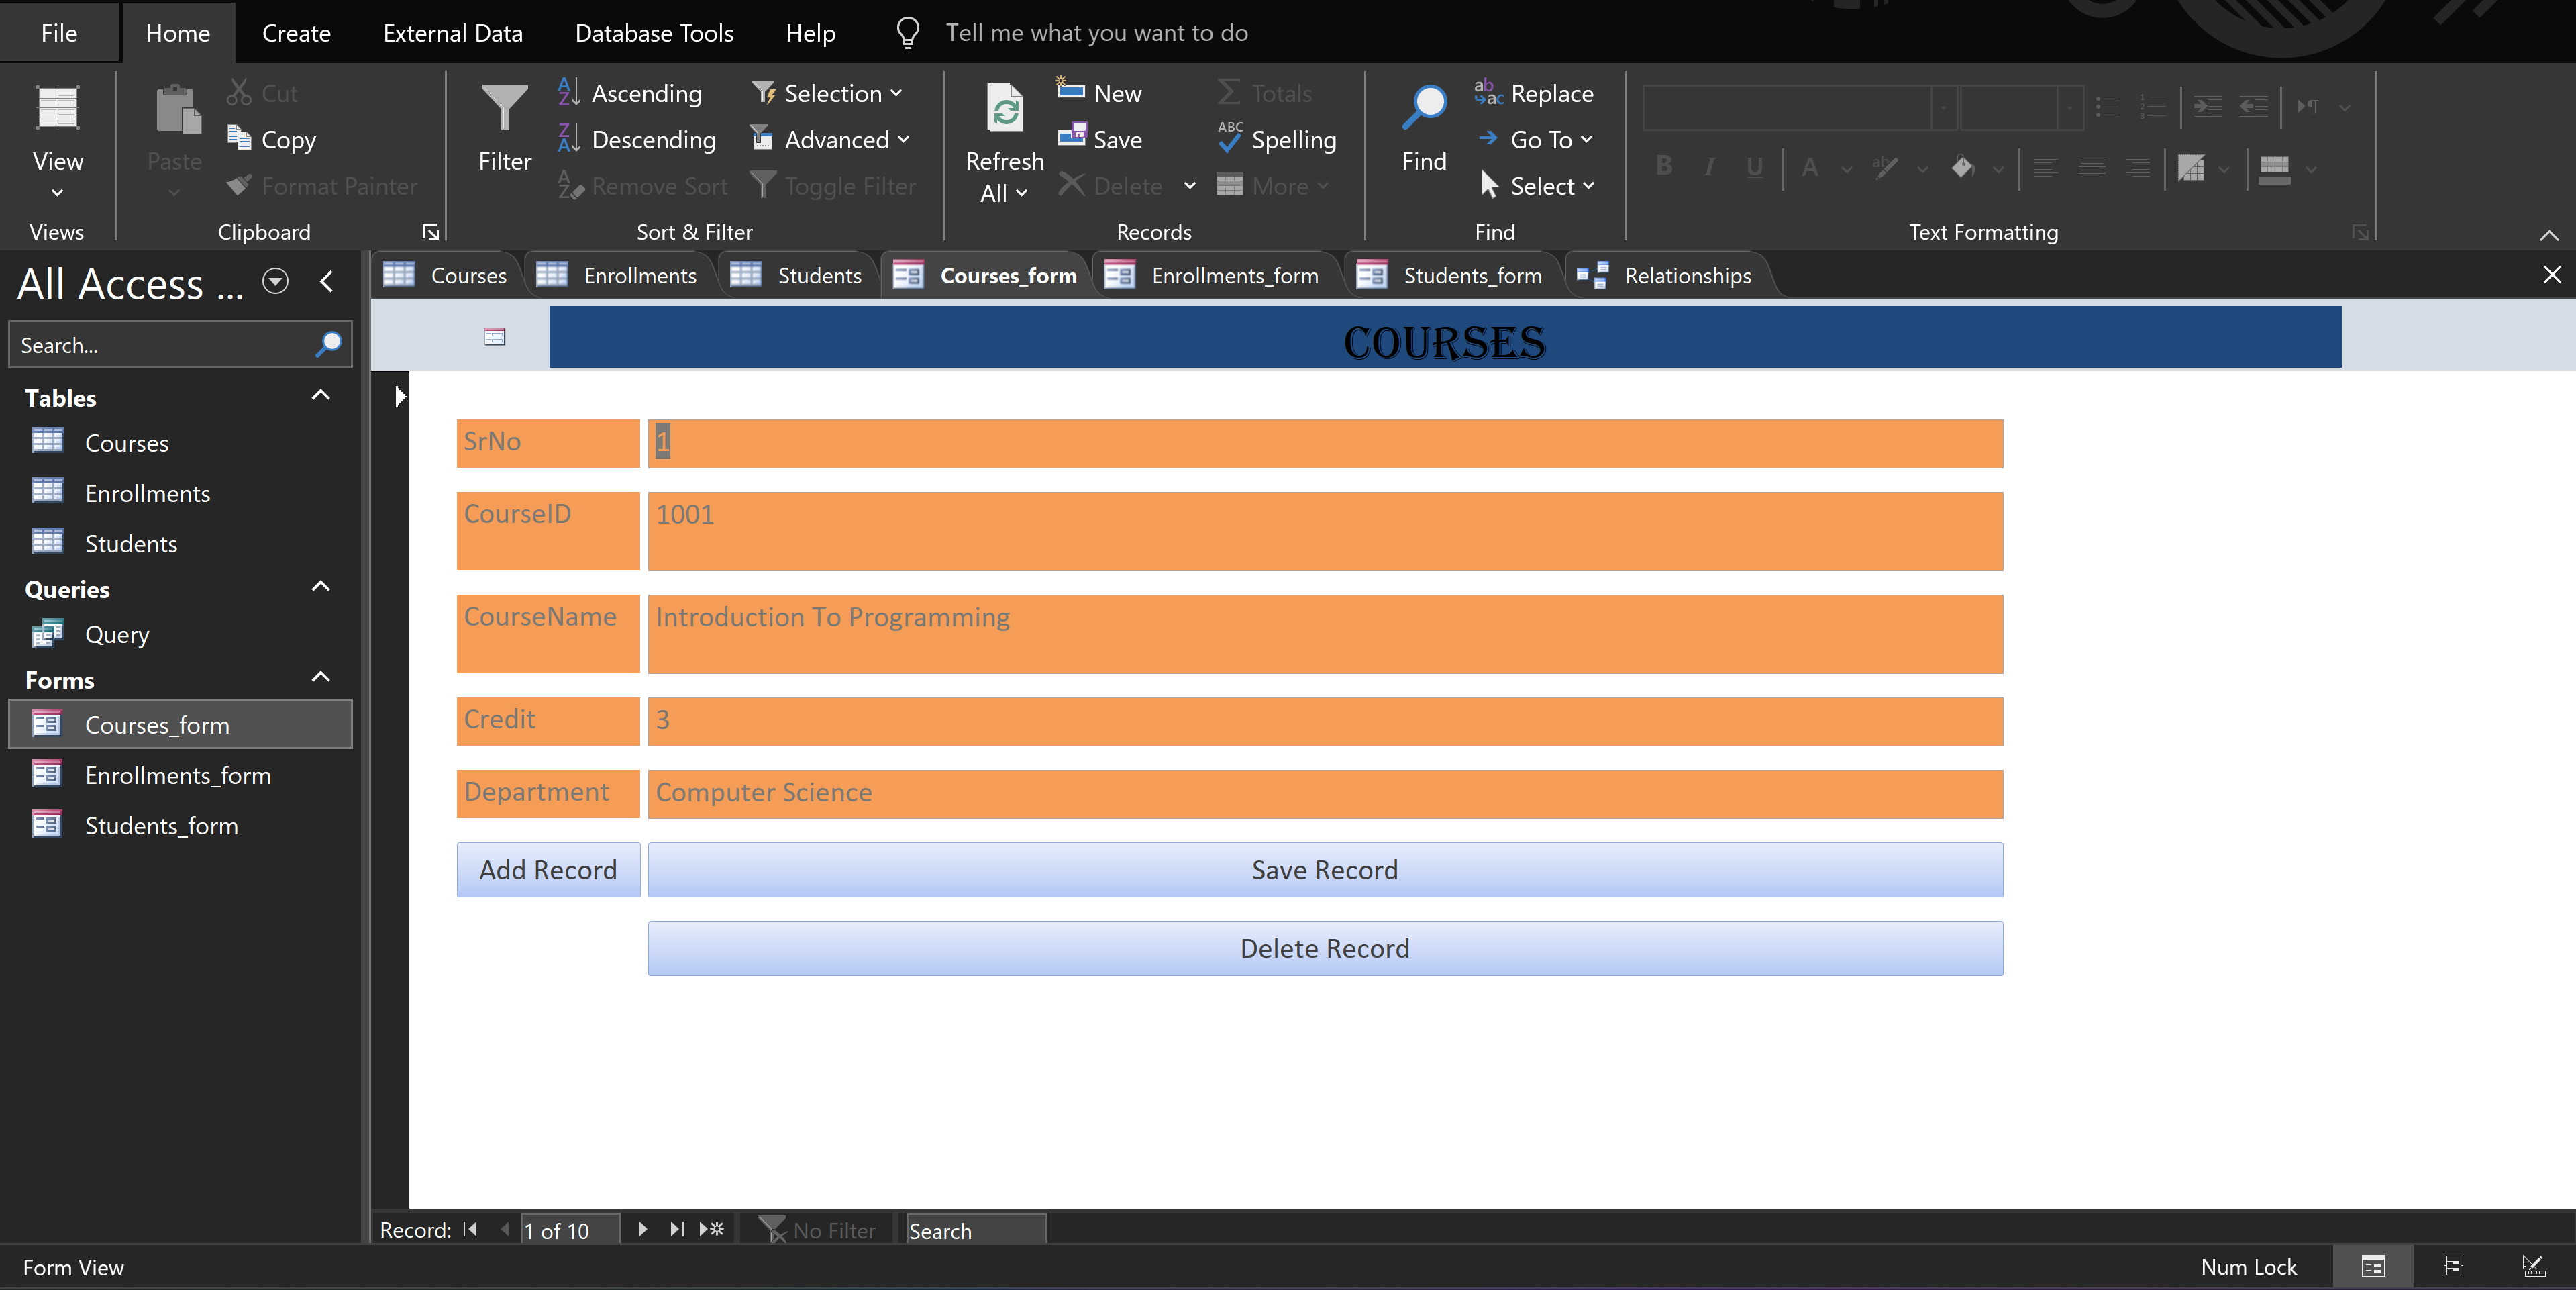 File Home Create External Data Database Tools Help Tell me what you want to do
View Paste Cut Copy Format Painter Filter Ascending Descending Remove Sort Selection Advanced Toggle Filter Refresh All New Save Delete Totals Spelling More Find Replace Go To Select
Views Clipboard Sort & Filter Records Find Text Formatting
All Access ...
Search...
Tables
Courses
Enrollments
Students
Queries
Query
Forms
Courses_form
Enrollments_form
Students_form
Courses Enrollments Students Courses_form Enrollments_form Students_form Relationships
COURSES
SrNo 1
CourseID 1001
CourseName Introduction To Programming
Credit 3
Department Computer Science
Add Record Save Record
Delete Record
Record: 1 of 10 No Filter Search
Form View Num Lock